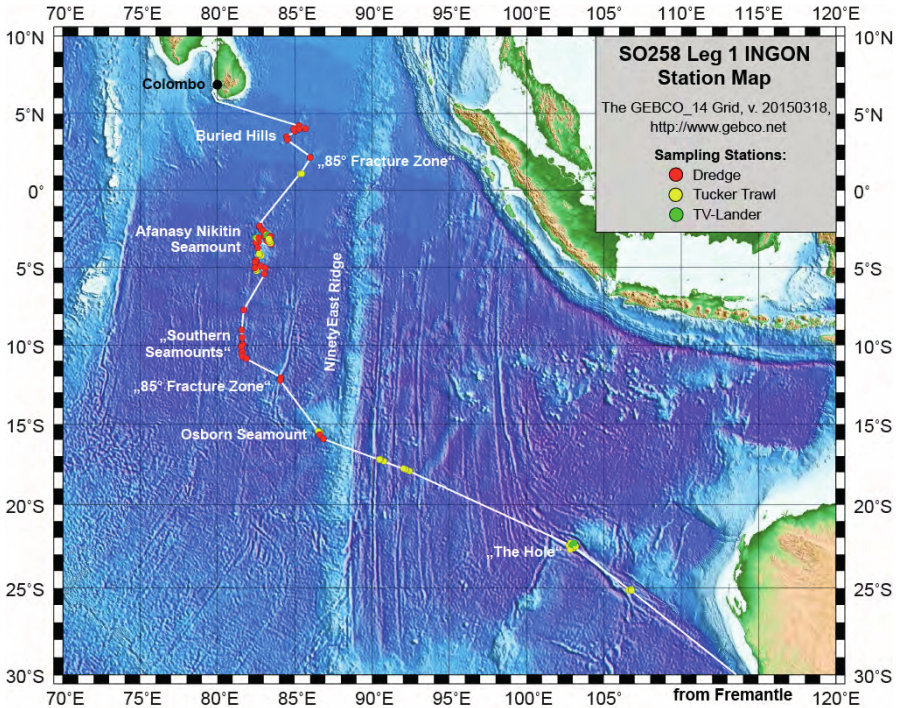 70°E 75°E 80°E 85°E 90°E 95°E 100°E 105°E 110°E 115°E 120°E
10°N 10°N
SO258 Leg 1 INGON
Station Map
The GEBCO_14 Grid, v. 20150318,
http://www.gebco.net
Sampling Stations:
Dredge
Tucker Trawl
TV-Lander
Colombo
5°N 5°N
Buried Hills
„85° Fracture Zone“
0° 0°
Afanasy Nikitin
Seamount
5°S 5°S
NinetyEast Ridge
„Southern
Seamounts“
10°S 10°S
„85° Fracture Zone“
15°S 15°S
Osborn Seamount
20°S 20°S
„The Hole“
25°S 25°S
30°S 30°S
from Fremantle
70°E 75°E 80°E 85°E 90°E 95°E 100°E 105°E 110°E 115°E 120°E